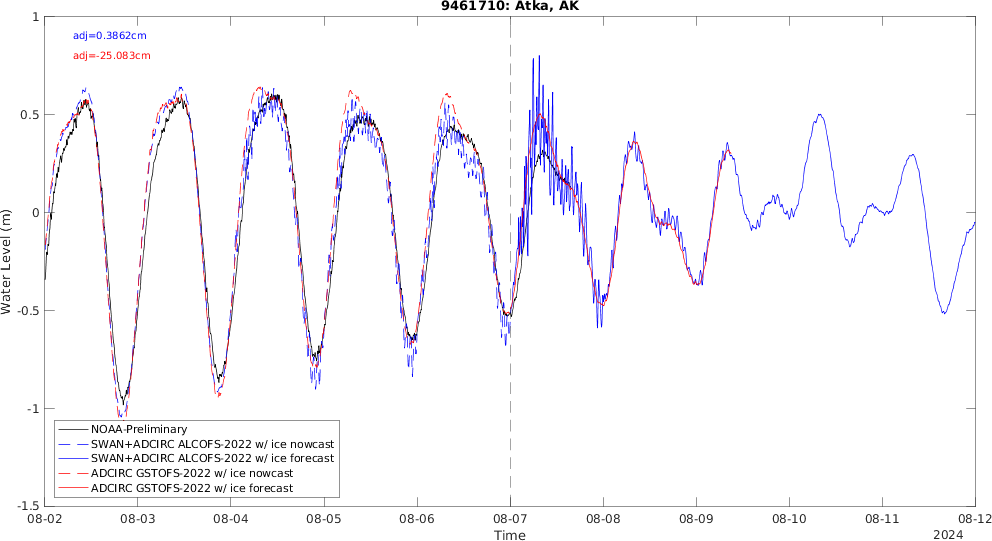 9461710: Atka, AK
adj=0.3862cm
adj=-25.083cm
Water Level (m)
1
0.5
0
-0.5
-1
-1.5
NOAA-Preliminary
SWAN+ADCIRC ALCOFS-2022 w/ ice nowcast
SWAN+ADCIRC ALCOFS-2022 w/ ice forecast
ADCIRC GSTOFS-2022 w/ ice nowcast
ADCIRC GSTOFS-2022 w/ ice forecast
08-02 08-03 08-04 08-05 08-06 08-07 08-08 08-09 08-10 08-11 08-12
Time
2024